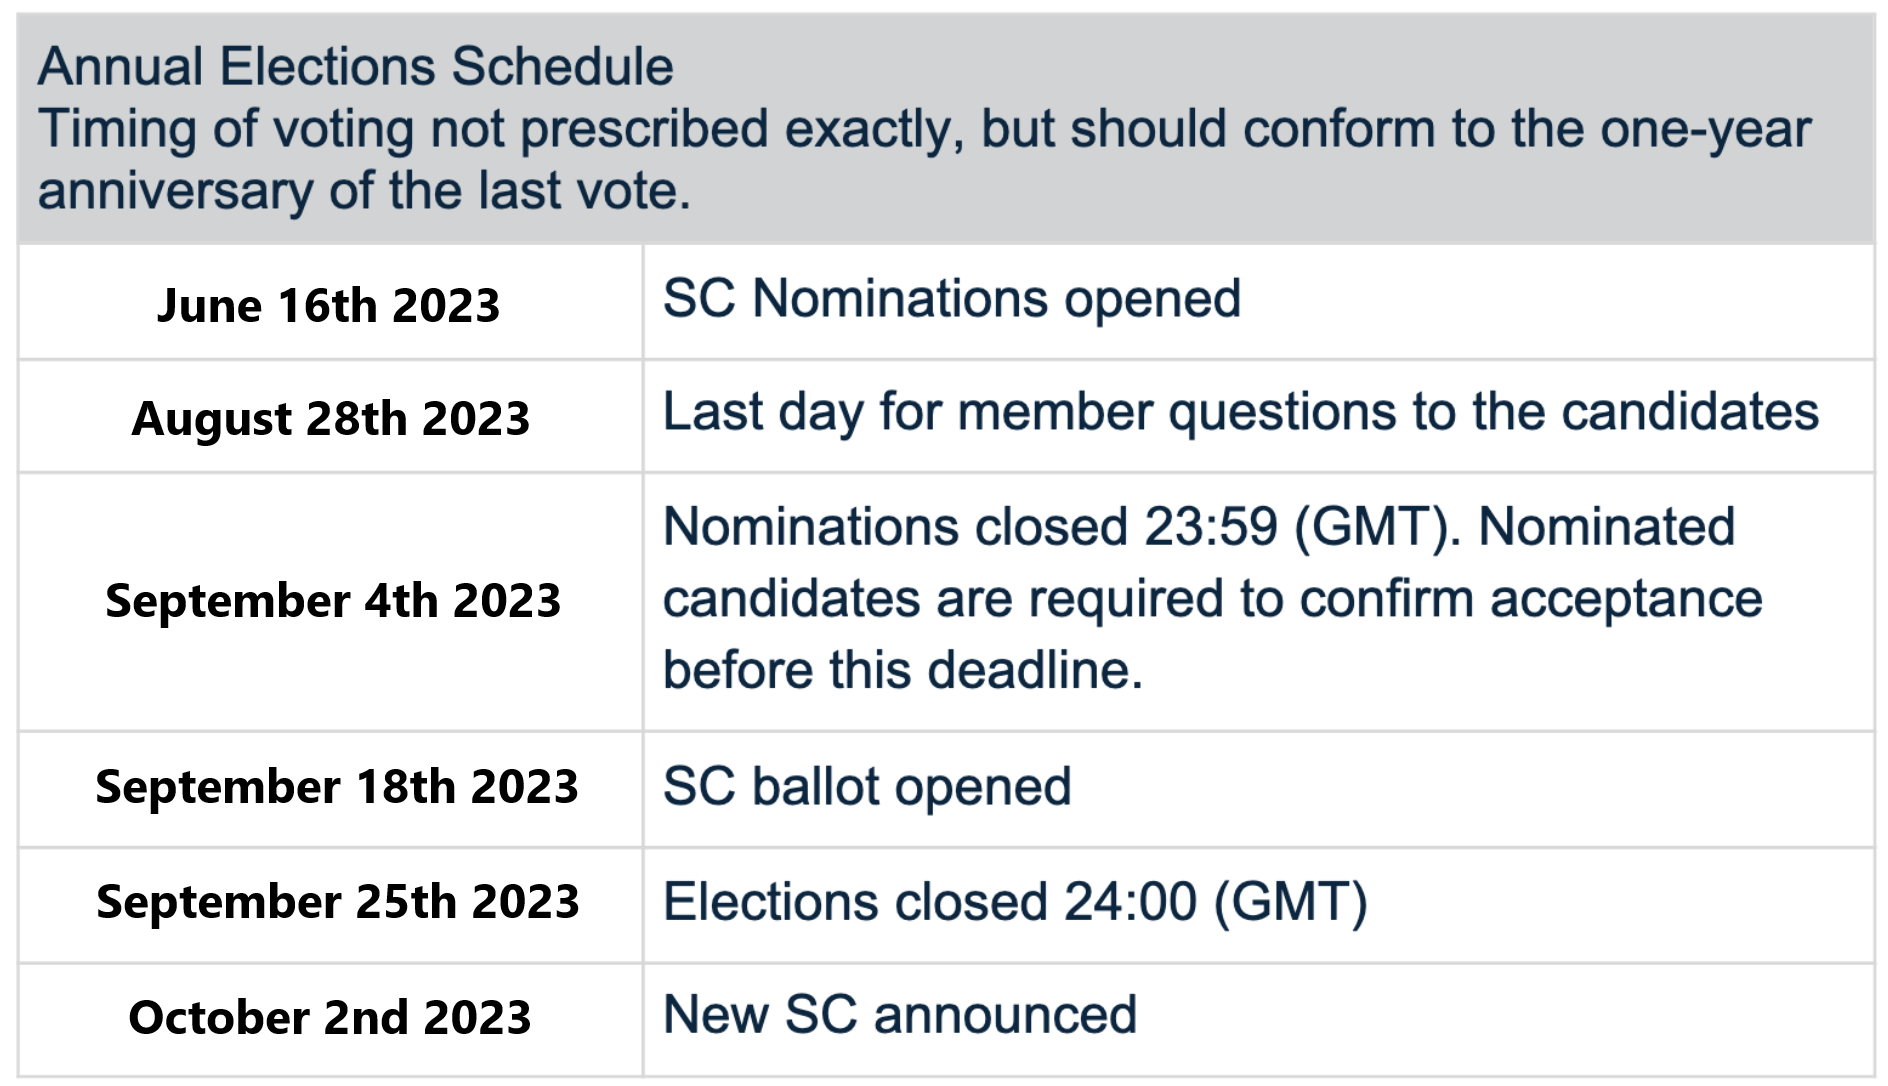 Annual Elections Schedule
Timing of voting not prescribed exactly, but should conform to the one-year
anniversary of the last vote.
June 16th 2023
SC Nominations opened
August 28th 2023
Last day for member questions to the candidates
September 4th 2023
Nominations closed 23:59 (GMT). Nominated
candidates are required to confirm acceptance
before this deadline.
September 18th 2023
SC ballot opened
September 25th 2023
Elections closed 24:00 (GMT)
October 2nd 2023
New SC announced